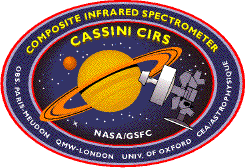 COMPOSITE INFRARED SPECTROMETER
CASSINI CIRS
NASA/GSFC
OBS. PARIS-MEUDON QMW-LONDON UNIV. OF OXFORD CEA/ASTROPHYSIQUE